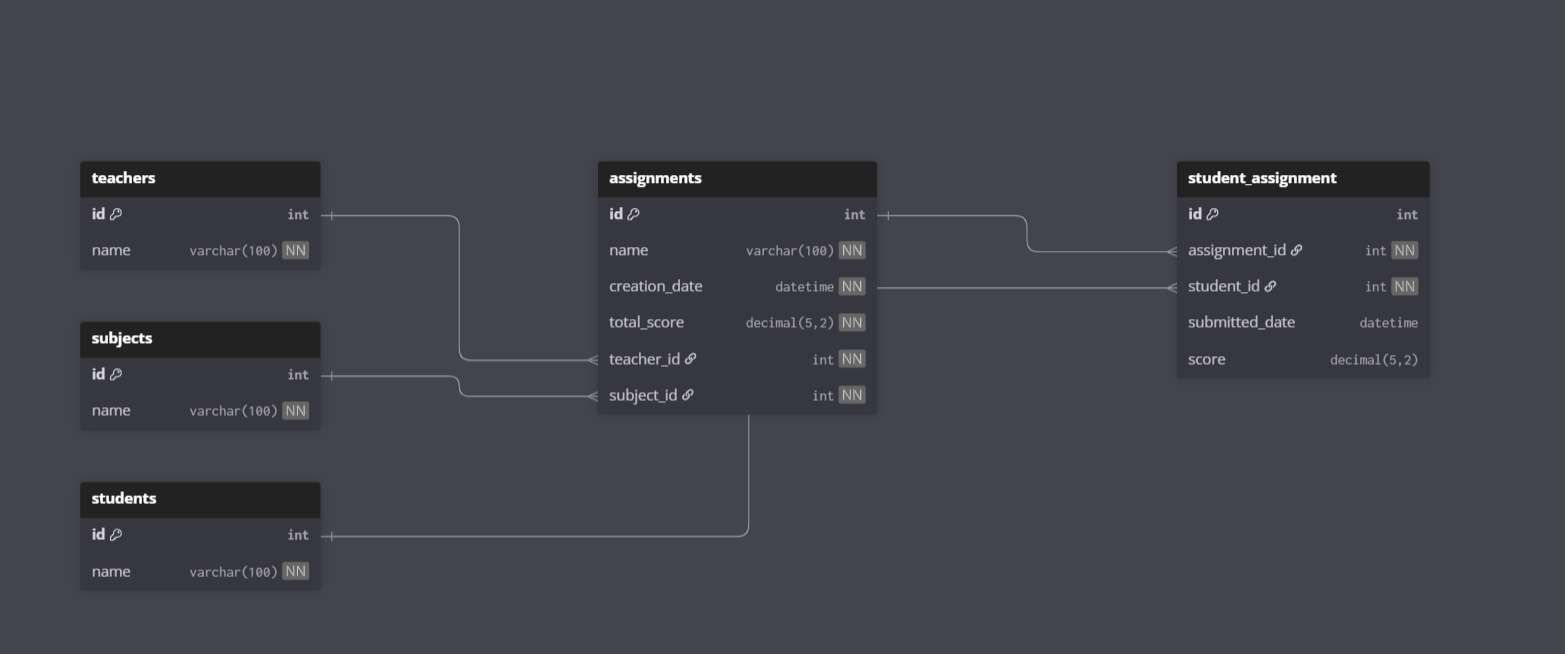 teachers
id int
name varchar(100) NN
subjects
id int
name varchar(100) NN
students
id int
name varchar(100) NN
assignments
id int
name varchar(100) NN
creation_date datetime NN
total_score decimal(5,2) NN
teacher_id int NN
subject_id int NN
student_assignment
id int
assignment_id int NN
student_id int NN
submitted_date datetime
score decimal(5,2)